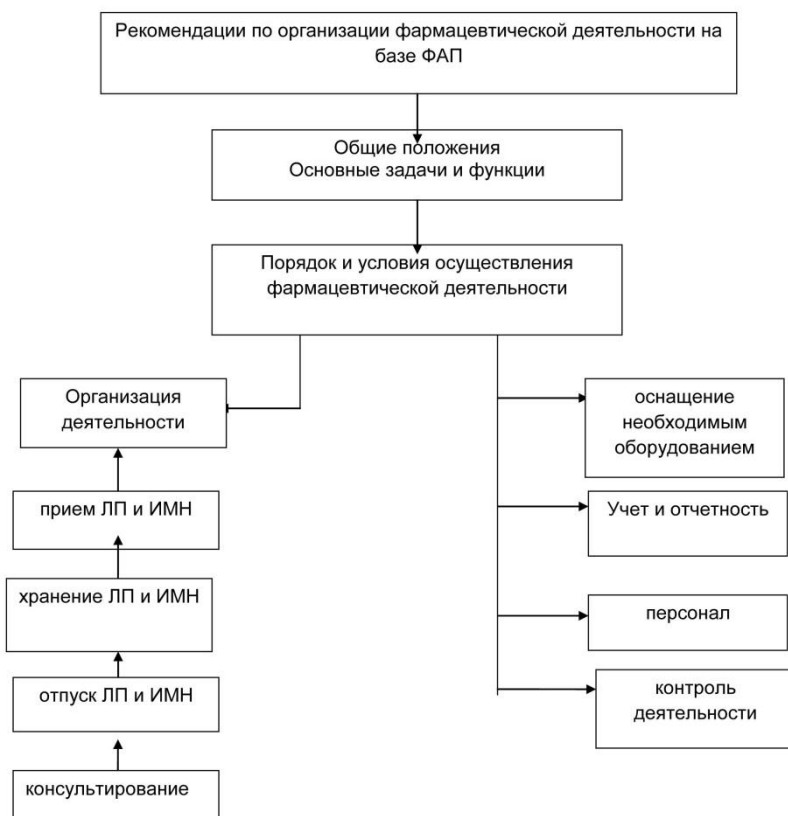 Рекомендации по организации фармацевтической деятельности на
базе ФАП
Общие положения
Основные задачи и функции
Порядок и условия осуществления
фармацевтической деятельности
Организация
деятельности
прием ЛП и ИМН
хранение ЛП и ИМН
отпуск ЛП и ИМН
консультирование
оснащение
необходимым
оборудованием
Учет и отчетность
персонал
контроль
деятельности